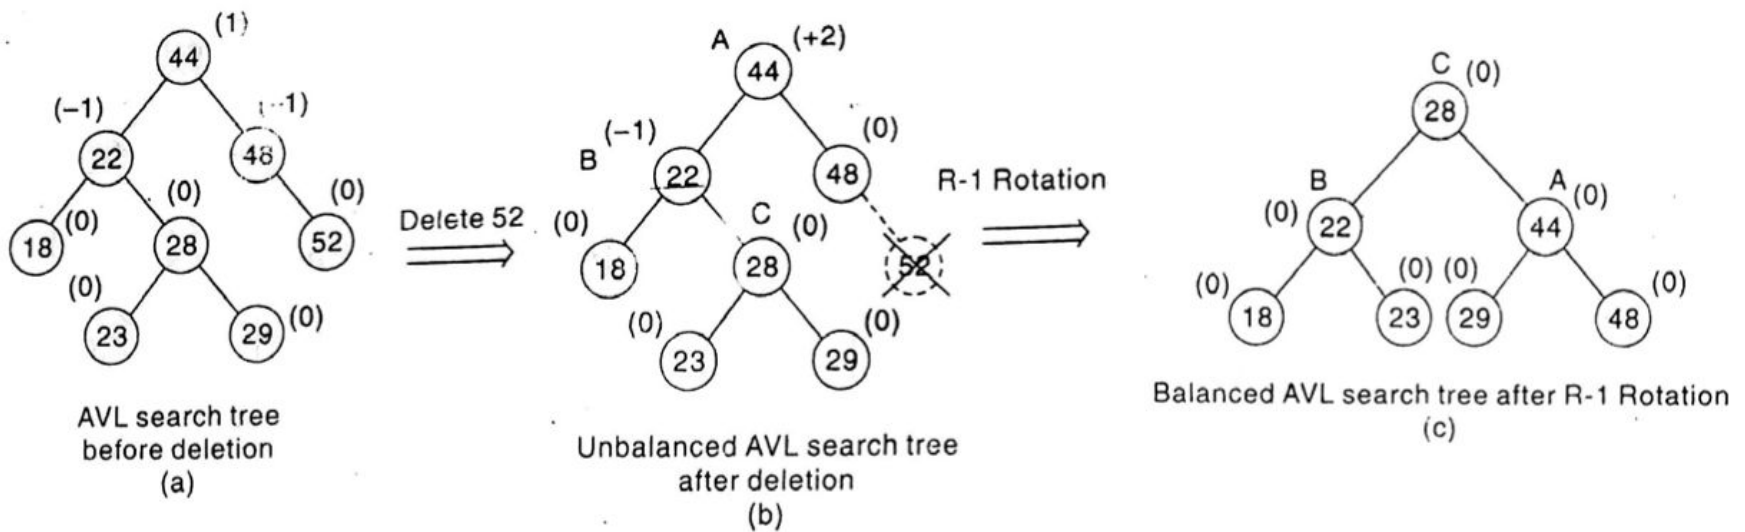 (1)
44
(-1)
(-1)
22
48
(0)
(0)
(0)
18
28
52
(0)
23
29
(0)
AVL search tree
before deletion
(a)
Delete 52
A
(+2)
44
B
(-1)
(0)
22
48
(0)
C
(0)
18
28
52
(0)
(0)
23
29
Unbalanced AVL search tree
after deletion
(b)
R-1 Rotation
C
(0)
28
B
A
(0)
(0)
22
44
(0)
(0)
(0)
(0)
18
23
29
48
Balanced AVL search tree after R-1 Rotation
(c)